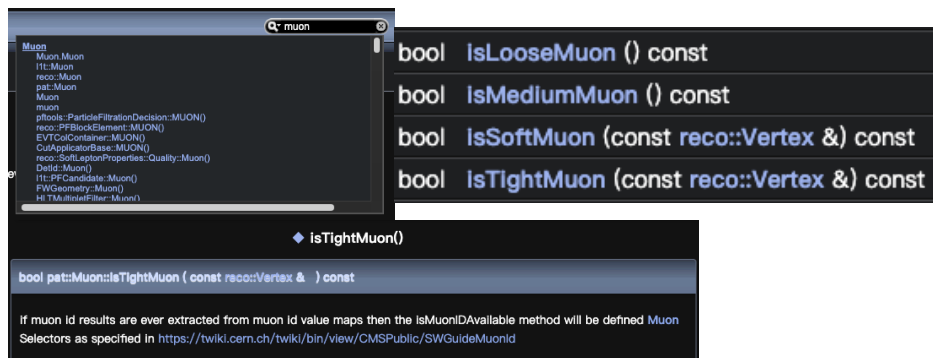 muon
Muon
Muon.Muon
l1t::Muon
reco::Muon
pat::Muon
Muon
muon
pftools::ParticleFiltrationDecision::MUON()
reco::PFBlockElement::MUON()
EVTColContainer::MUON()
CutApplicatorBase::MUON()
reco::SoftLeptonProperties::Quality::Muon()
DetId::Muon()
l1t::PFCandidate::Muon()
FWGeometry::Muon()
HLTMultipletFilter::Muon()
bool isLooseMuon () const
bool isMediumMuon () const
bool isSoftMuon (const reco::Vertex &) const
bool isTightMuon (const reco::Vertex &) const
◆ isTightMuon()
bool pat::Muon::isTightMuon ( const reco::Vertex & ) const
If muon id results are ever extracted from muon id value maps then the isMuonIDAvailable method will be defined Muon
Selectors as specified in https://twiki.cern.ch/twiki/bin/view/CMSPublic/SWGuideMuonId